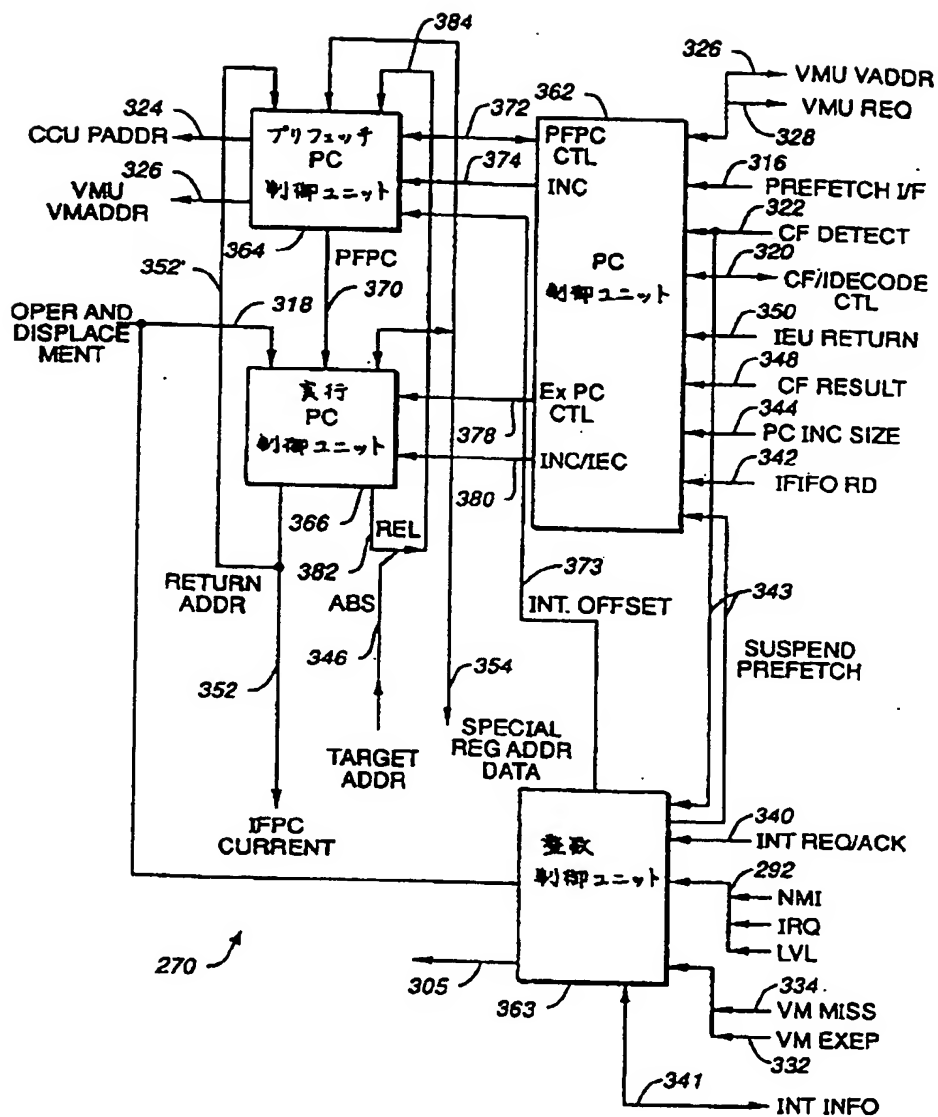 384
326
VMU VADDR
324
CCU PADDR
プリフェッチ
PC
制御ユニット
372
362
PFPC
CTL
VMU REQ
328
326
VMU
VMADDR
374
INC
316
PREFETCH I/F
322
CF DETECT
364
PFPC
PC
制御ユニット
320
CF/IDECODE
CTL
352'
318
370
OPER AND
DISPLACE
MENT
350
IEU RETURN
実行
PC
制御ユニット
Ex PC
CTL
378
348
CF RESULT
344
PC INC SIZE
INC/IEC
380
342
IFIFO RD
366
REL
382
RETURN
ADDR
ABS
373
INT. OFFSET
343
346
354
SUSPEND
PREFETCH
352
TARGET
ADDR
SPECIAL
REG ADDR
DATA
IFPC
CURRENT
340
INT REQ/ACK
制御ユニット
292
NMI
IRQ
LVL
270
305
363
334
VM MISS
VM EXEP
332
341
INT INFO